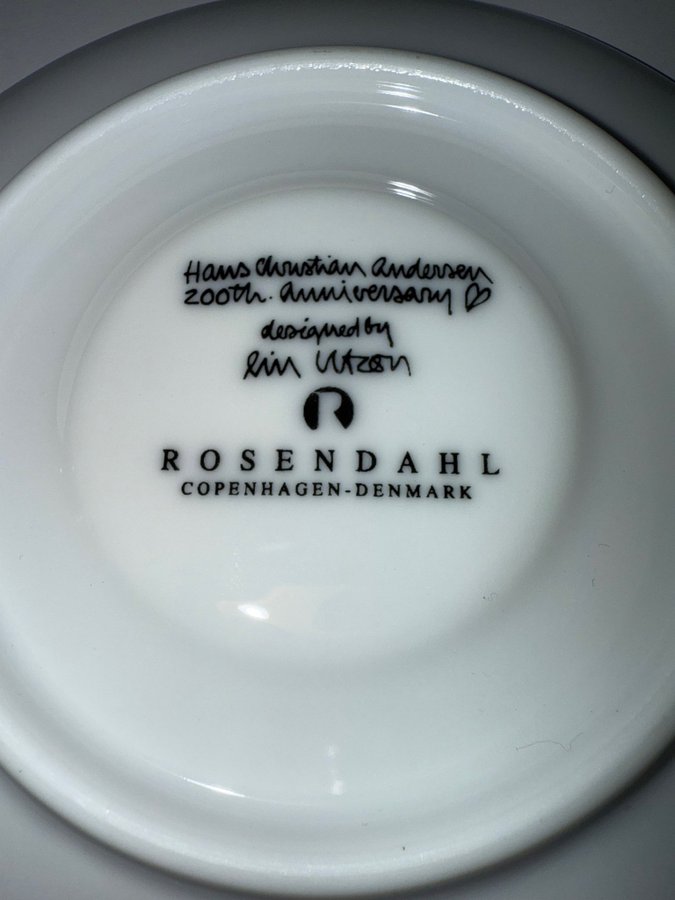 Hans Christian Andersen
200th. anniversary ♡
designed by
lin Utzon
R
ROSENDAHL
COPENHAGEN-DENMARK